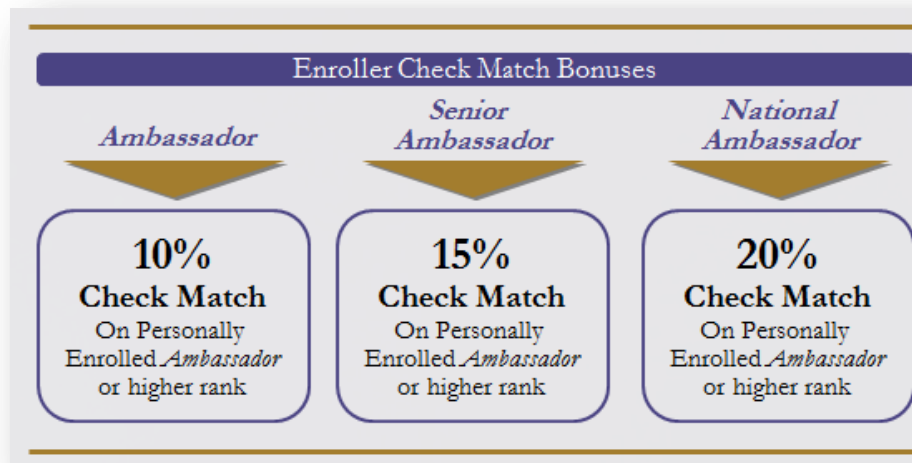 Enroller Check Match Bonuses
Ambassador
Senior
Ambassador
National
Ambassador
10%
Check Match
On Personally
Enrolled Ambassador
or higher rank
15%
Check Match
On Personally
Enrolled Ambassador
or higher rank
20%
Check Match
On Personally
Enrolled Ambassador
or higher rank